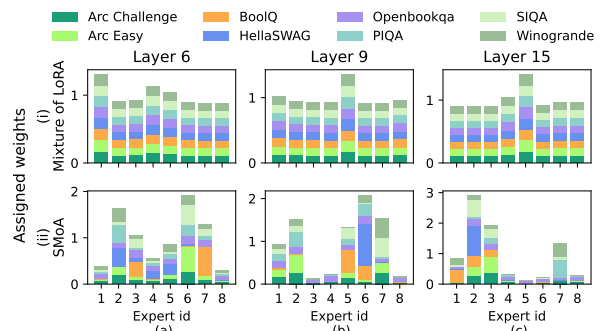 Arc Challenge BoolQ Openbookqa SIQA
Arc Easy HellaSWAG PIQA Winogrande
Layer 6 Layer 9 Layer 15
Assigned weights
(i)
Mixture of LoRA
1
0
1
0
1
0
(ii)
SMoA
2
1
0
2
1
0
3
2
1
0
1 2 3 4 5 6 7 8 1 2 3 4 5 6 7 8 1 2 3 4 5 6 7 8
Expert id Expert id Expert id
(a) (b) (c)